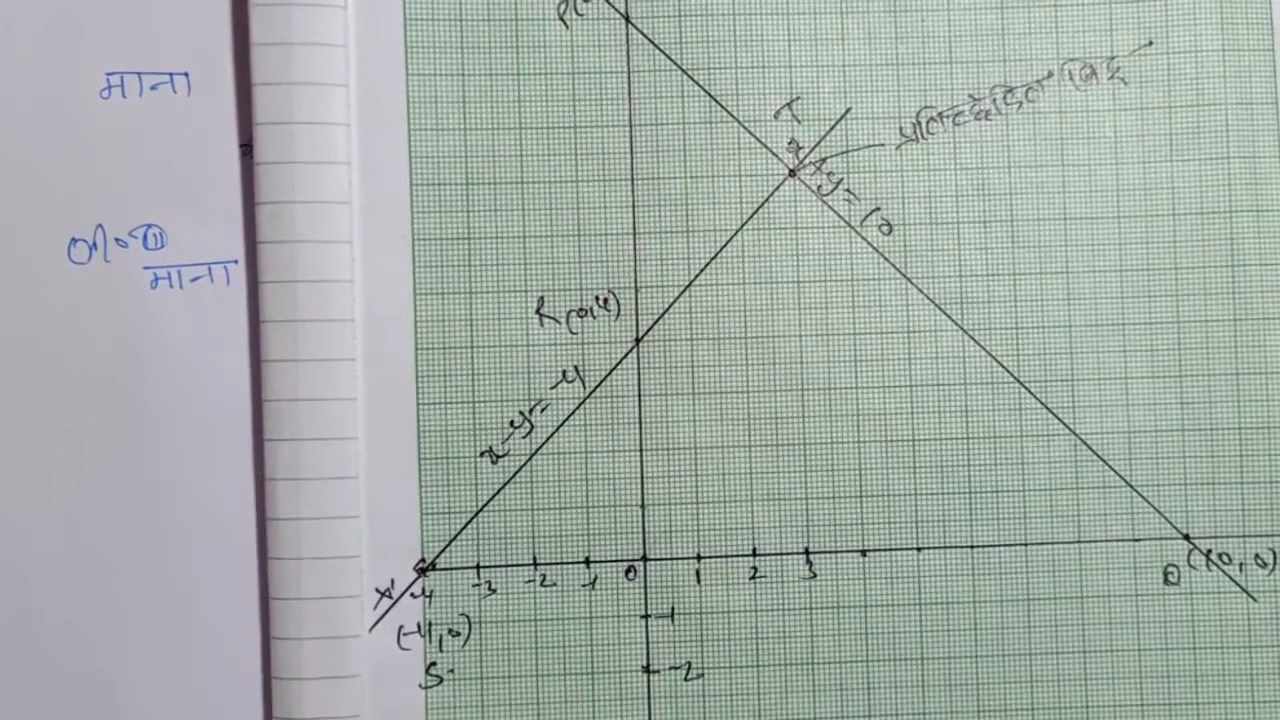 माना
माना
P(
T
प्रतिच्छेदित बिंदु
x+y=10
R(0,4)
x-y=-4
X' -4 -3 -2 -1 0 1 2 3
Q (10,0)
(-4,0)
S
-1
-2